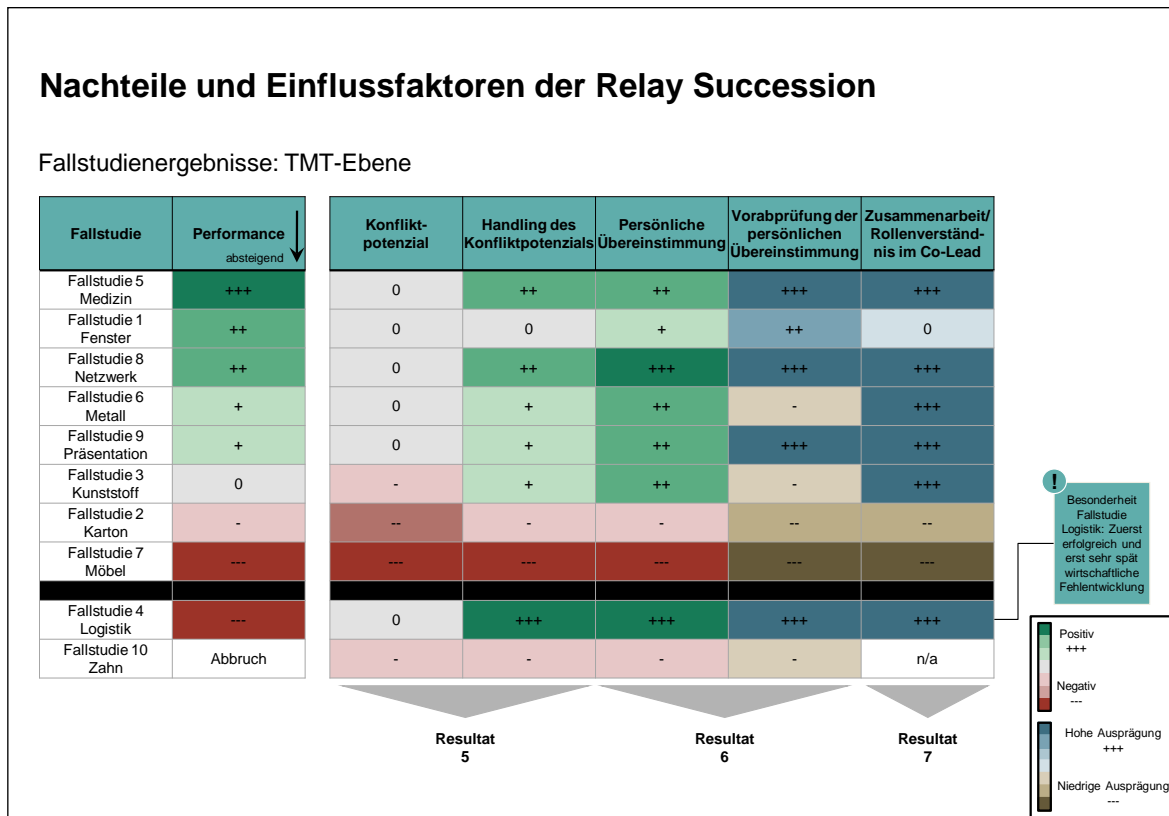 Nachteile und Einflussfaktoren der Relay Succession
Fallstudienergebnisse: TMT-Ebene
Fallstudie
Performance
absteigend
Konflikt-
potenzial
Handling des
Konfliktpotenzials
Persönliche
Übereinstimmung
Vorabprüfung der
persönlichen
Übereinstimmung
Zusammenarbeit/
Rollenverständ-
nis im Co-Lead
Fallstudie 5
Medizin
+++
0
++
++
+++
+++
Fallstudie 1
Fenster
++
0
0
+
++
0
Fallstudie 8
Netzwerk
++
0
++
+++
+++
+++
Fallstudie 6
Metall
+
0
+
++
-
+++
Fallstudie 9
Präsentation
+
0
+
++
+++
+++
Fallstudie 3
Kunststoff
0
-
+
++
-
+++
Fallstudie 2
Karton
-
--
-
-
--
--
Fallstudie 7
Möbel
---
---
---
---
---
---
Fallstudie 4
Logistik
---
0
+++
+++
+++
+++
Fallstudie 10
Zahn
Abbruch
-
-
-
-
n/a
Resultat
5
Resultat
6
Resultat
7
!
Besonderheit
Fallstudie
Logistik: Zuerst
erfolgreich und
erst sehr spät
wirtschaftliche
Fehlentwicklung
Positiv
+++
Negativ
---
Hohe Ausprägung
+++
Niedrige Ausprägung
---